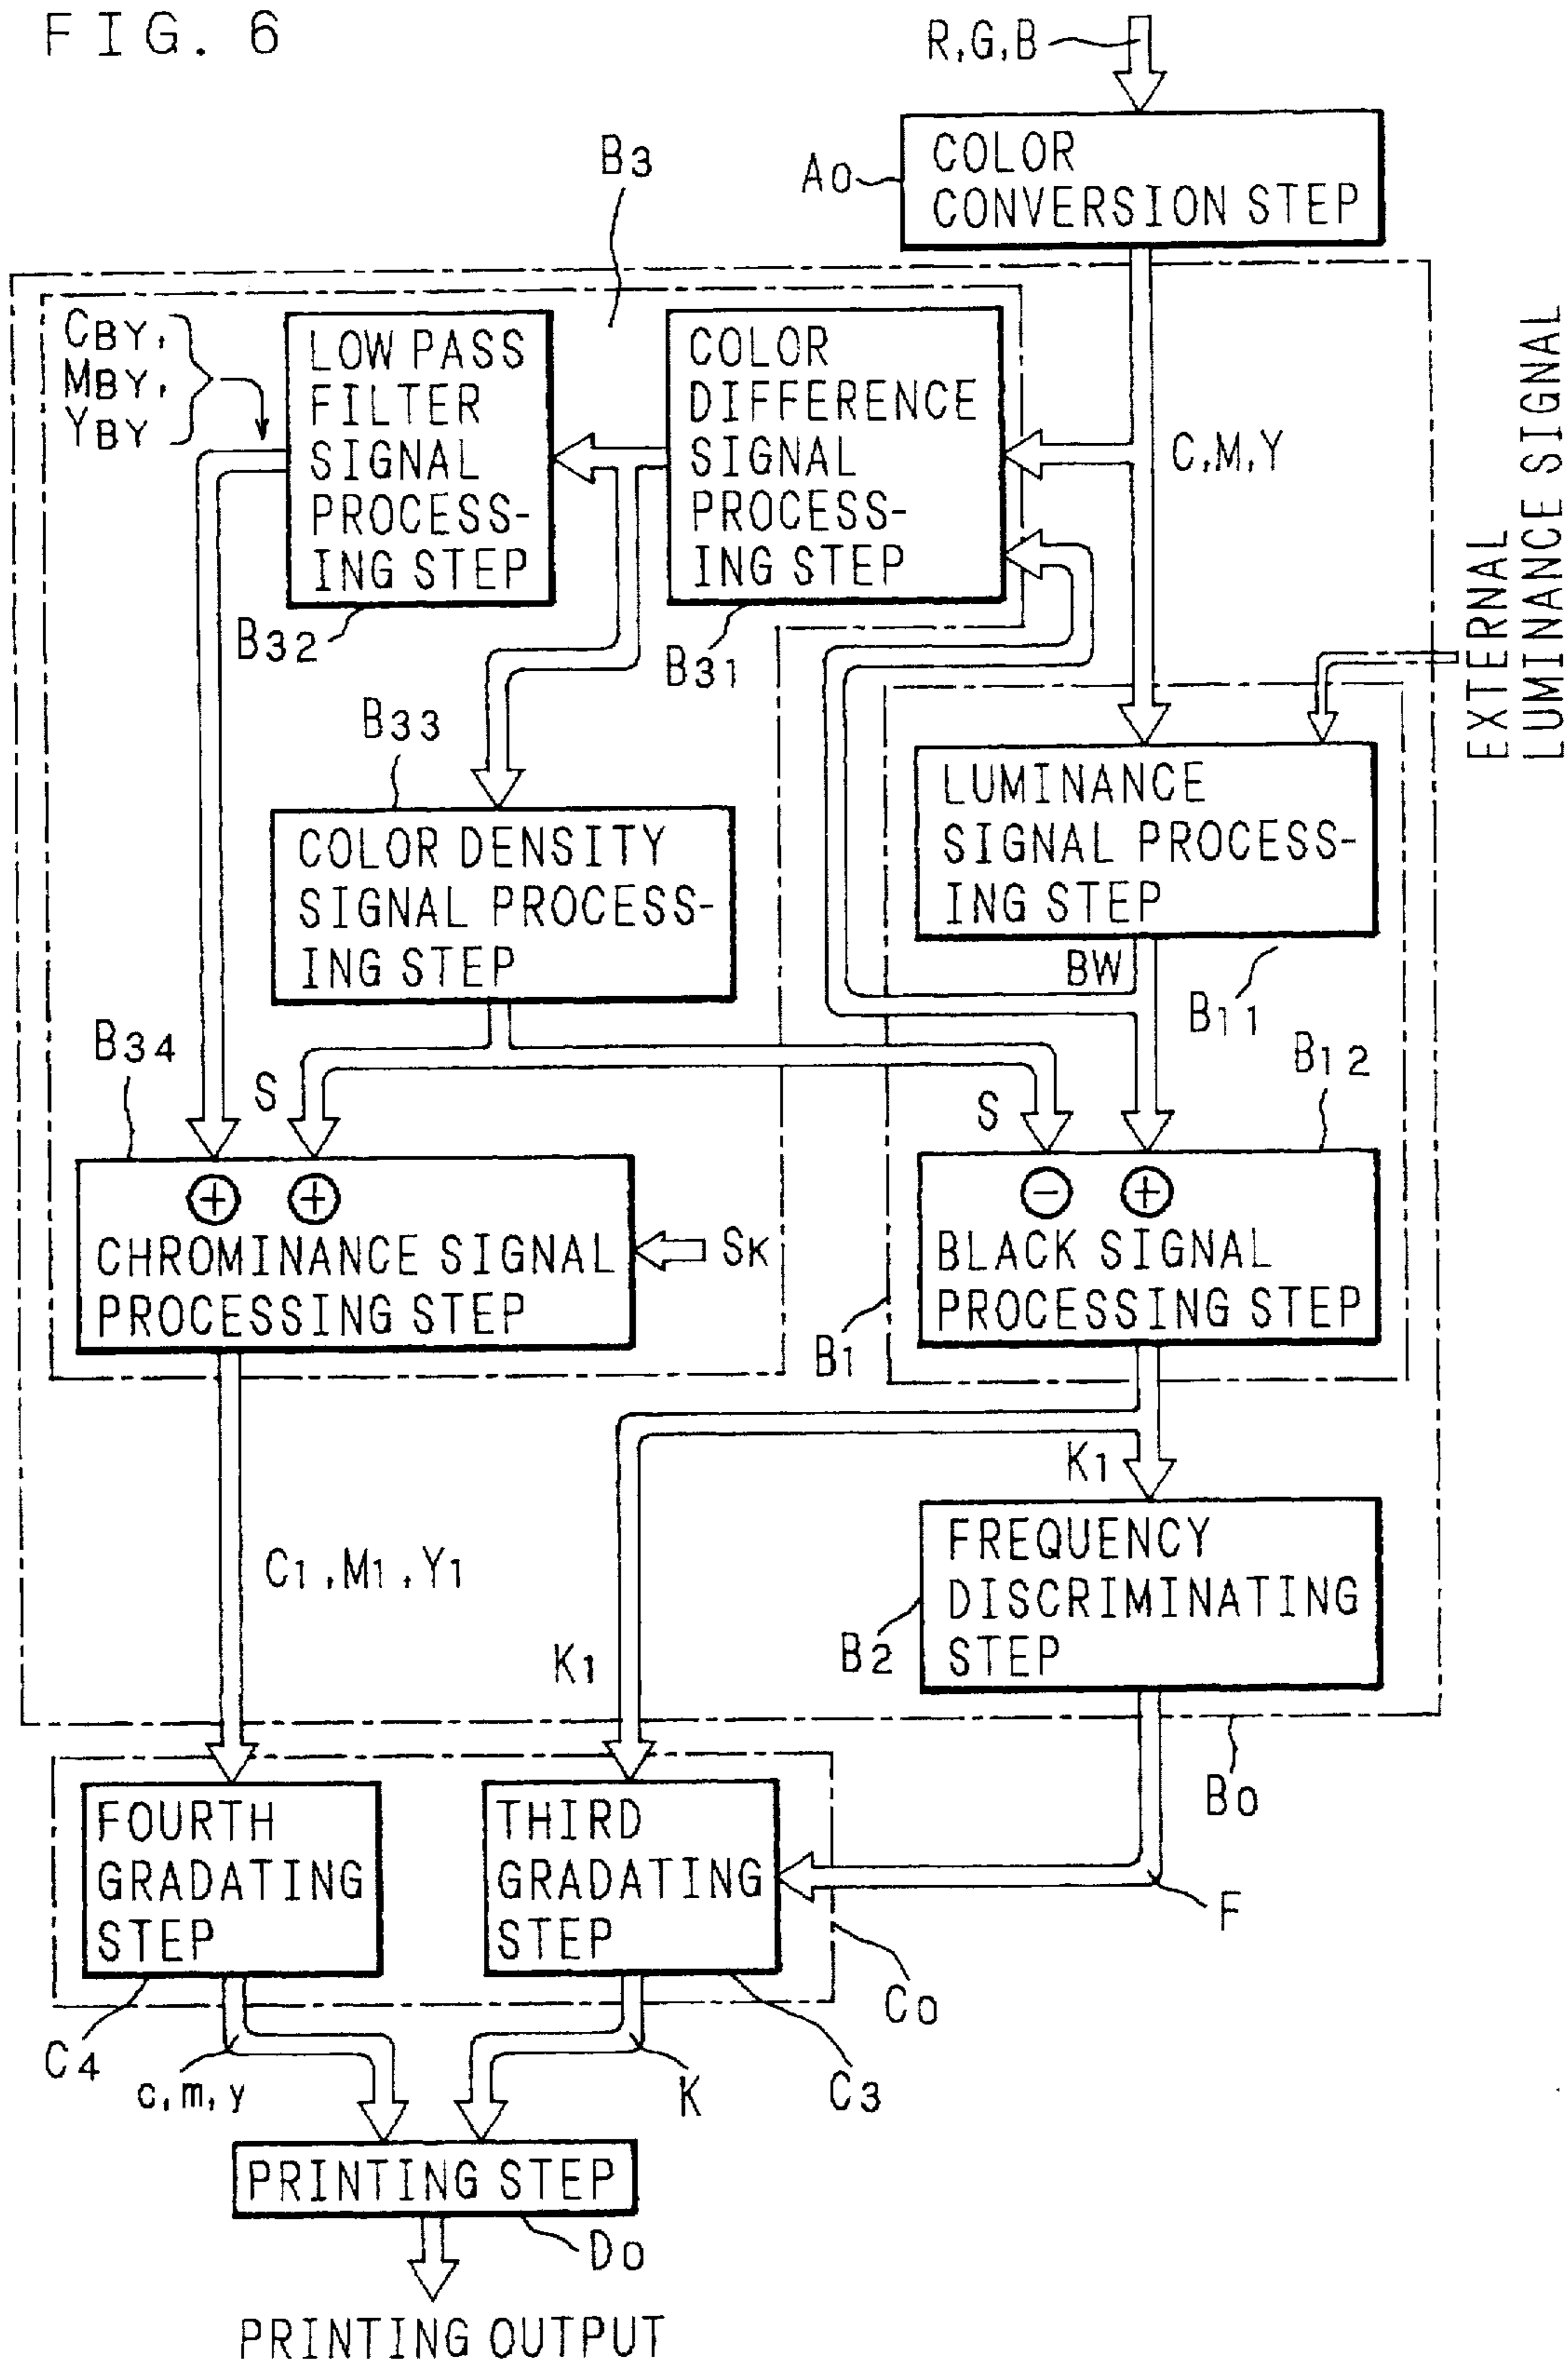 FIG. 6
R,G,B
A0
COLOR
CONVERSION STEP
B3
CBY,
MBY,
YBY
LOW PASS
FILTER
SIGNAL
PROCESS-
ING STEP
B32
COLOR
DIFFERENCE
SIGNAL
PROCESS-
ING STEP
B31
C,M,Y
EXTERNAL
LUMINANCE SIGNAL
B33
COLOR DENSITY
SIGNAL PROCESS-
ING STEP
LUMINANCE
SIGNAL PROCESS-
ING STEP
BW
B11
B34
S
S
B12
+ +
CHROMINANCE SIGNAL
PROCESSING STEP
SK
− +
BLACK SIGNAL
PROCESSING STEP
B1
K1
FREQUENCY
DISCRIMINATING
STEP
B2
C1,M1,Y1
K1
B0
FOURTH
GRADATING
STEP
THIRD
GRADATING
STEP
F
C0
C4
c,m,y
K
C3
PRINTING STEP
D0
PRINTING OUTPUT